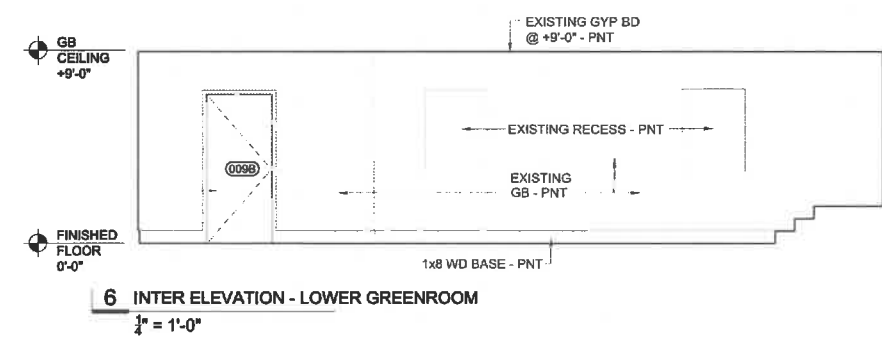 EXISTING GYP BD
@ +9'-0" - PNT
GB
CEILING
+9'-0"
EXISTING RECESS - PNT
009B
EXISTING
GB - PNT
FINISHED
FLOOR
0'-0"
1x8 WD BASE - PNT
6 INTER ELEVATION - LOWER GREENROOM
1/4" = 1'-0"